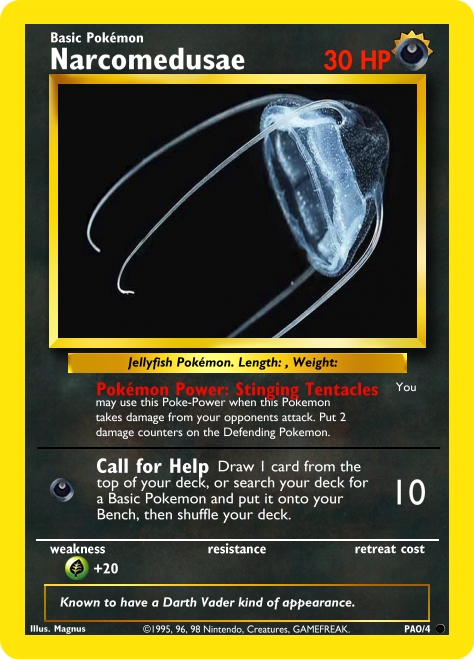 Basic Pokémon
Narcomedusae
30 HP
Jellyfish Pokémon. Length: , Weight:
Pokémon Power: Stinging Tentacles You
may use this Poke-Power when this Pokemon
takes damage from your opponents attack. Put 2
damage counters on the Defending Pokemon.
Call for Help Draw 1 card from the
top of your deck, or search your deck for
a Basic Pokemon and put it onto your
Bench, then shuffle your deck.
10
weakness resistance retreat cost
+20
Known to have a Darth Vader kind of appearance.
Illus. Magnus ©1995, 96, 98 Nintendo, Creatures, GAMEFREAK. PAO/4